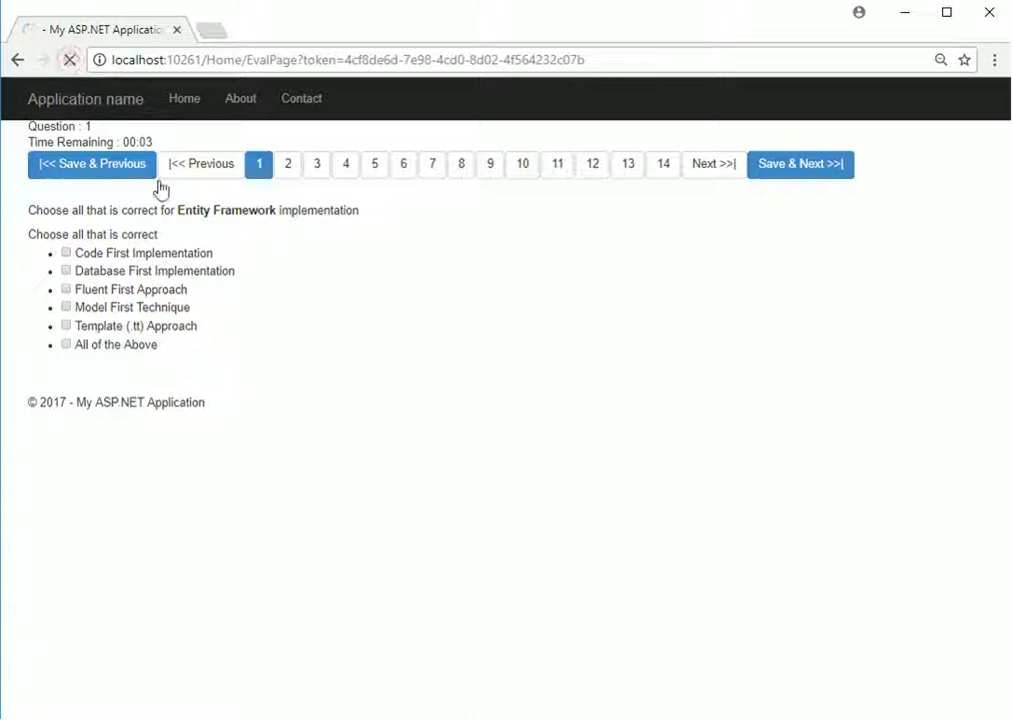 - My ASP.NET Applicatic
localhost:10261/Home/EvalPage?token=4cf8de6d-7e98-4cd0-8d02-4f564232c07b
Application name Home About Contact
Question : 1
Time Remaining : 00:03
|<< Save & Previous |<< Previous 1 2 3 4 5 6 7 8 9 10 11 12 13 14 Next >>| Save & Next >>|
Choose all that is correct for Entity Framework implementation
Choose all that is correct
Code First Implementation
Database First Implementation
Fluent First Approach
Model First Technique
Template (.tt) Approach
All of the Above
© 2017 - My ASP.NET Application